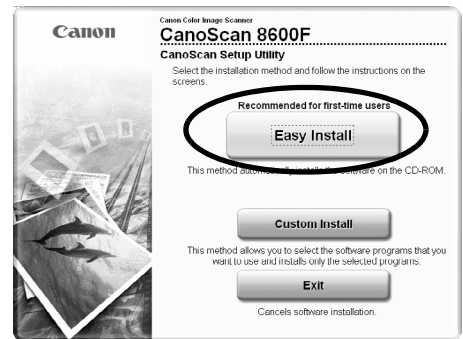 Canon
Canon Color Image Scanner
CanoScan 8600F
CanoScan Setup Utility
Select the installation method and follow the instructions on the
screens.
Recommended for first-time users
Easy Install
This method automatically installs the software on the CD-ROM.
Custom Install
This method allows you to select the software programs that you
want to use and installs only the selected programs.
Exit
Cancels software installation.